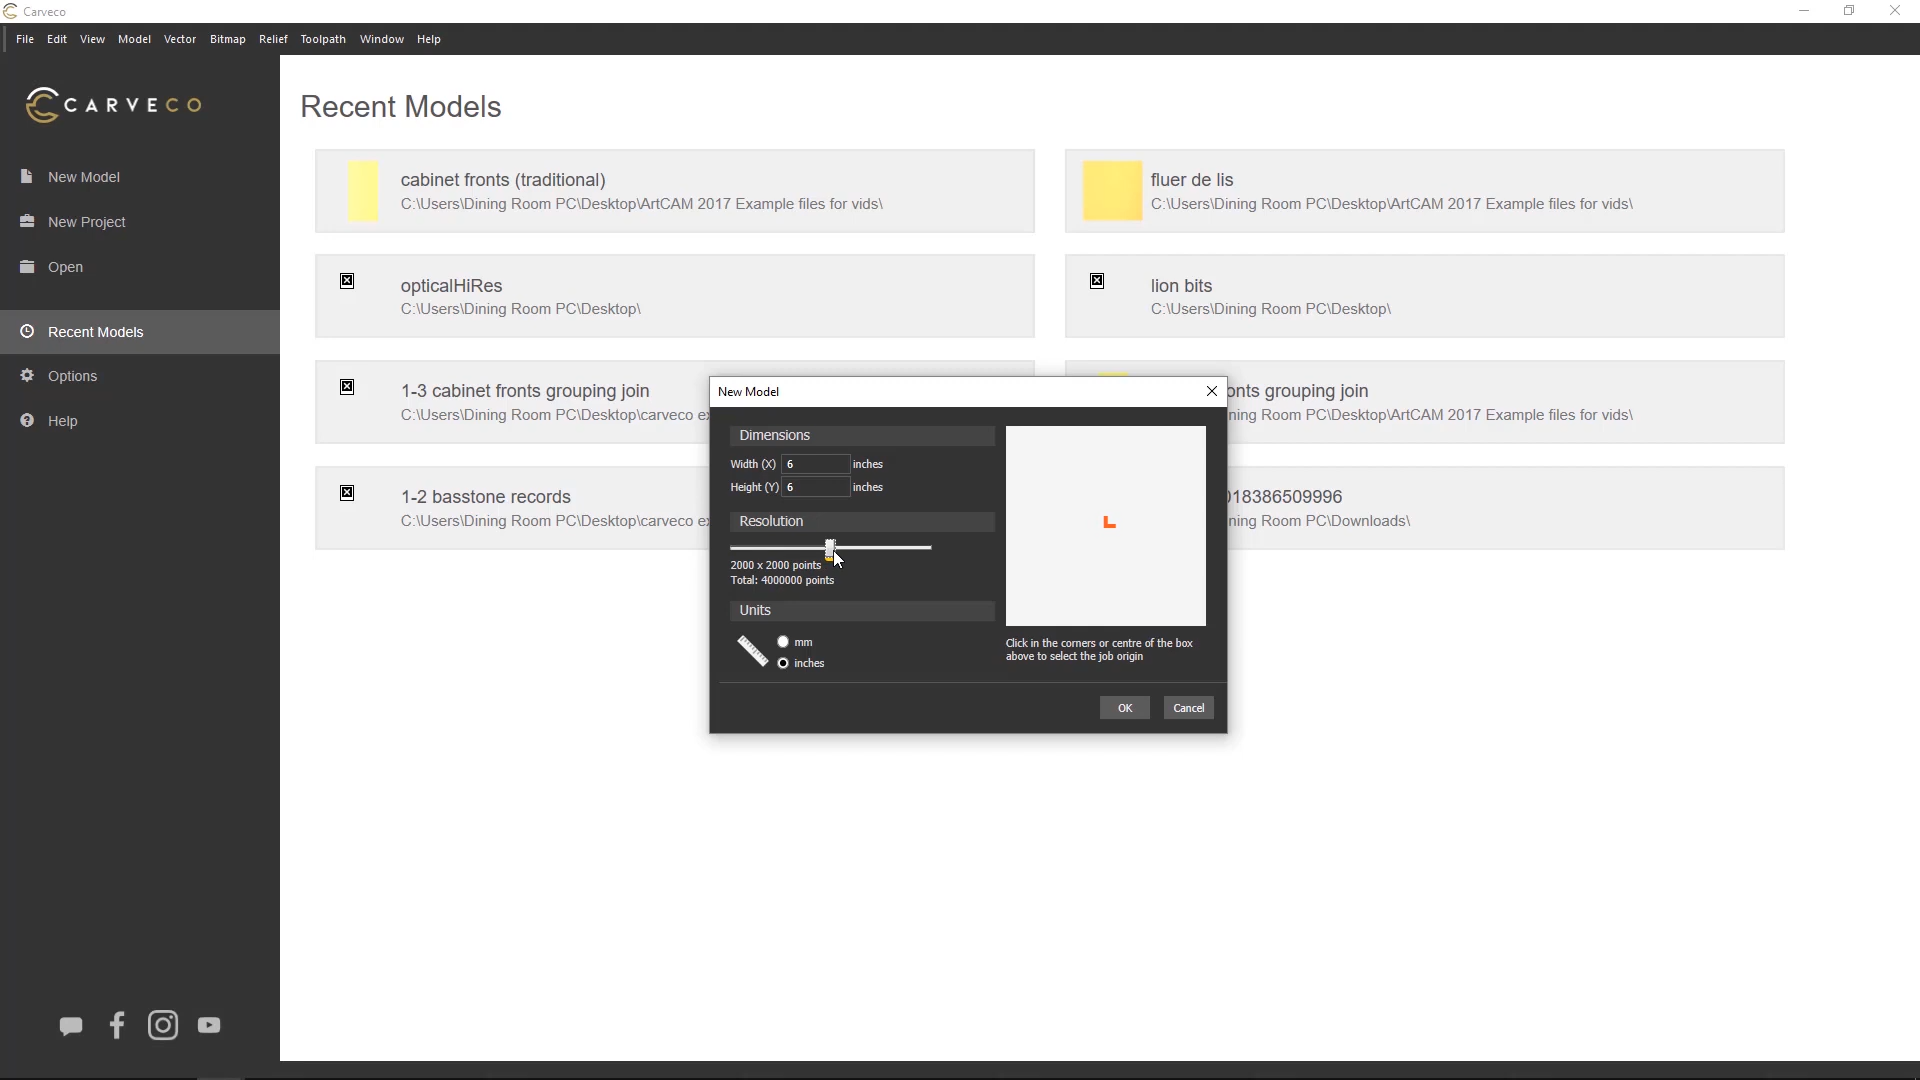 Carveco
File Edit View Model Vector Bitmap Relief Toolpath Window Help
CARVECO
New Model
New Project
Open
Recent Models
Options
Help
Recent Models
cabinet fronts (traditional)
C:\Users\Dining Room PC\Desktop\ArtCAM 2017 Example files for vids\
fluer de lis
C:\Users\Dining Room PC\Desktop\ArtCAM 2017 Example files for vids\
opticalHiRes
C:\Users\Dining Room PC\Desktop\
lion bits
C:\Users\Dining Room PC\Desktop\
1-3 cabinet fronts grouping join
C:\Users\Dining Room PC\Desktop\carveco
grouping join
Room PC\Desktop\ArtCAM 2017 Example files for vids\
1-2 basstone records
C:\Users\Dining Room PC\Desktop\carveco
18386509996
Room PC\Downloads\
New Model
Dimensions
Width (X) 6 inches
Height (Y) 6 inches
Resolution
2000 x 2000 points
Total: 4000000 points
Units
mm
inches
Click in the corners or centre of the box
above to select the job origin
OK Cancel